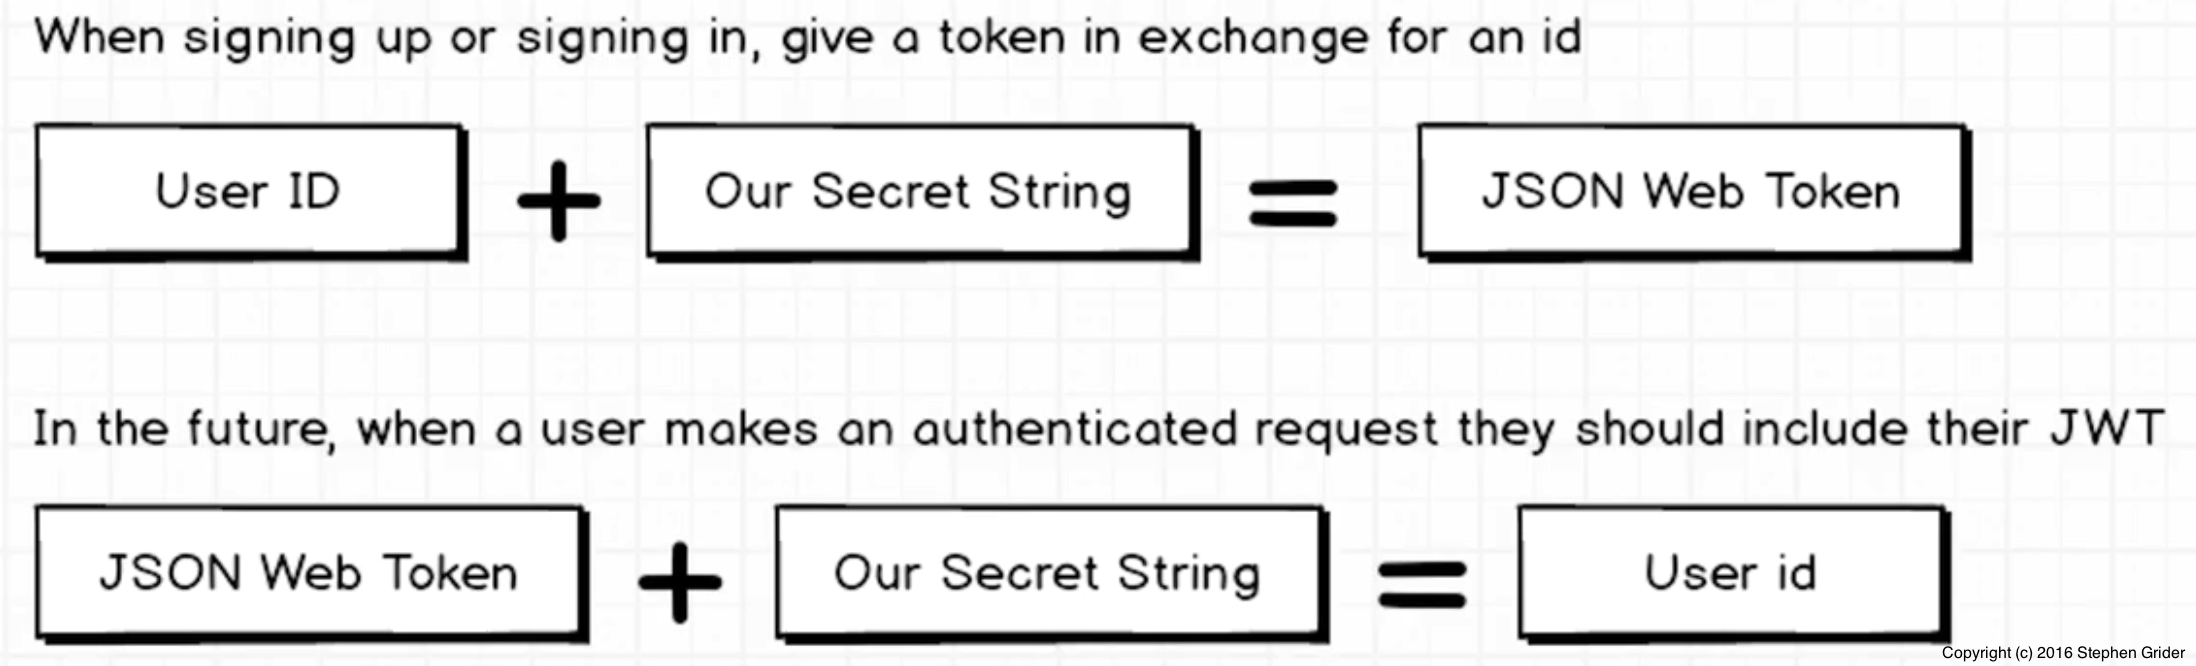 When signing up or signing in, give a token in exchange for an id
User ID + Our Secret String = JSON Web Token
In the future, when a user makes an authenticated request they should include their JWT
JSON Web Token + Our Secret String = User id
Copyright (c) 2016 Stephen Grider